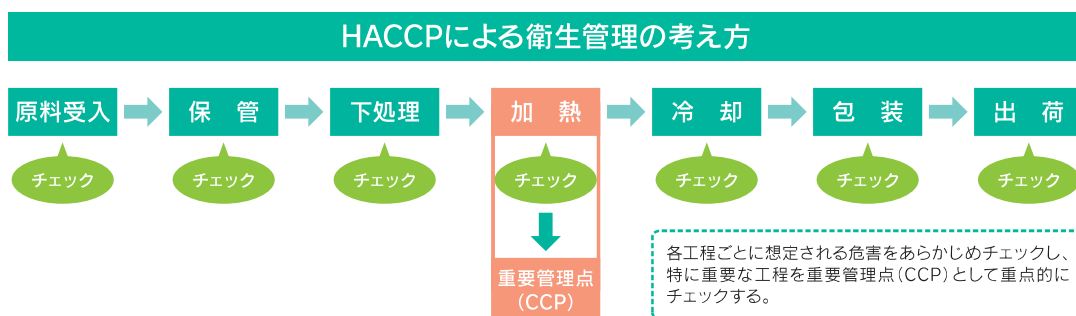 HACCPによる衛生管理の考え方
原料受入
保 管
下処理
加 熱
冷 却
包 装
出 荷
チェック
チェック
チェック
チェック
チェック
チェック
チェック
重要管理点
(CCP)
各工程ごとに想定される危害をあらかじめチェックし、
特に重要な工程を重要管理点(CCP)として重点的に
チェックする。